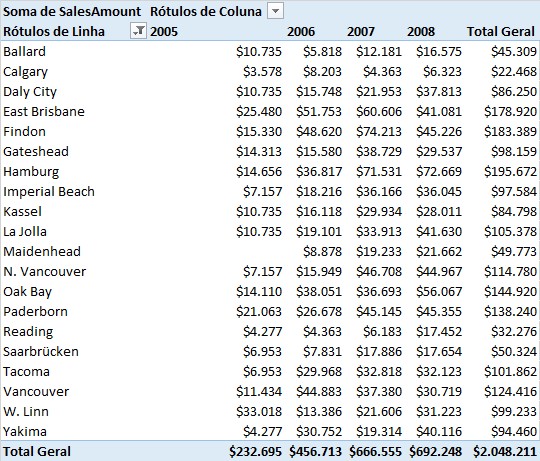 Soma de SalesAmount Rótulos de Coluna
Rótulos de Linha 2005 2006 2007 2008 Total Geral
Ballard $10.735 $5.818 $12.181 $16.575 $45.309
Calgary $3.578 $8.203 $4.363 $6.323 $22.468
Daly City $10.735 $15.748 $21.953 $37.813 $86.250
East Brisbane $25.480 $51.753 $60.606 $41.081 $178.920
Findon $15.330 $48.620 $74.213 $45.226 $183.389
Gateshead $14.313 $15.580 $38.729 $29.537 $98.159
Hamburg $14.656 $36.817 $71.531 $72.669 $195.672
Imperial Beach $7.157 $18.216 $36.166 $36.045 $97.584
Kassel $10.735 $16.118 $29.934 $28.011 $84.798
La Jolla $10.735 $19.101 $33.913 $41.630 $105.378
Maidenhead $8.878 $19.233 $21.662 $49.773
N. Vancouver $7.157 $15.949 $46.708 $44.967 $114.780
Oak Bay $14.110 $38.051 $36.693 $56.067 $144.920
Paderborn $21.063 $26.678 $45.145 $45.355 $138.240
Reading $4.277 $4.363 $6.183 $17.452 $32.276
Saarbrücken $6.953 $7.831 $17.886 $17.654 $50.324
Tacoma $6.953 $29.968 $32.818 $32.123 $101.862
Vancouver $11.434 $44.883 $37.380 $30.719 $124.416
W. Linn $33.018 $13.386 $21.606 $31.223 $99.233
Yakima $4.277 $30.752 $19.314 $40.116 $94.460
Total Geral $232.695 $456.713 $666.555 $692.248 $2.048.211